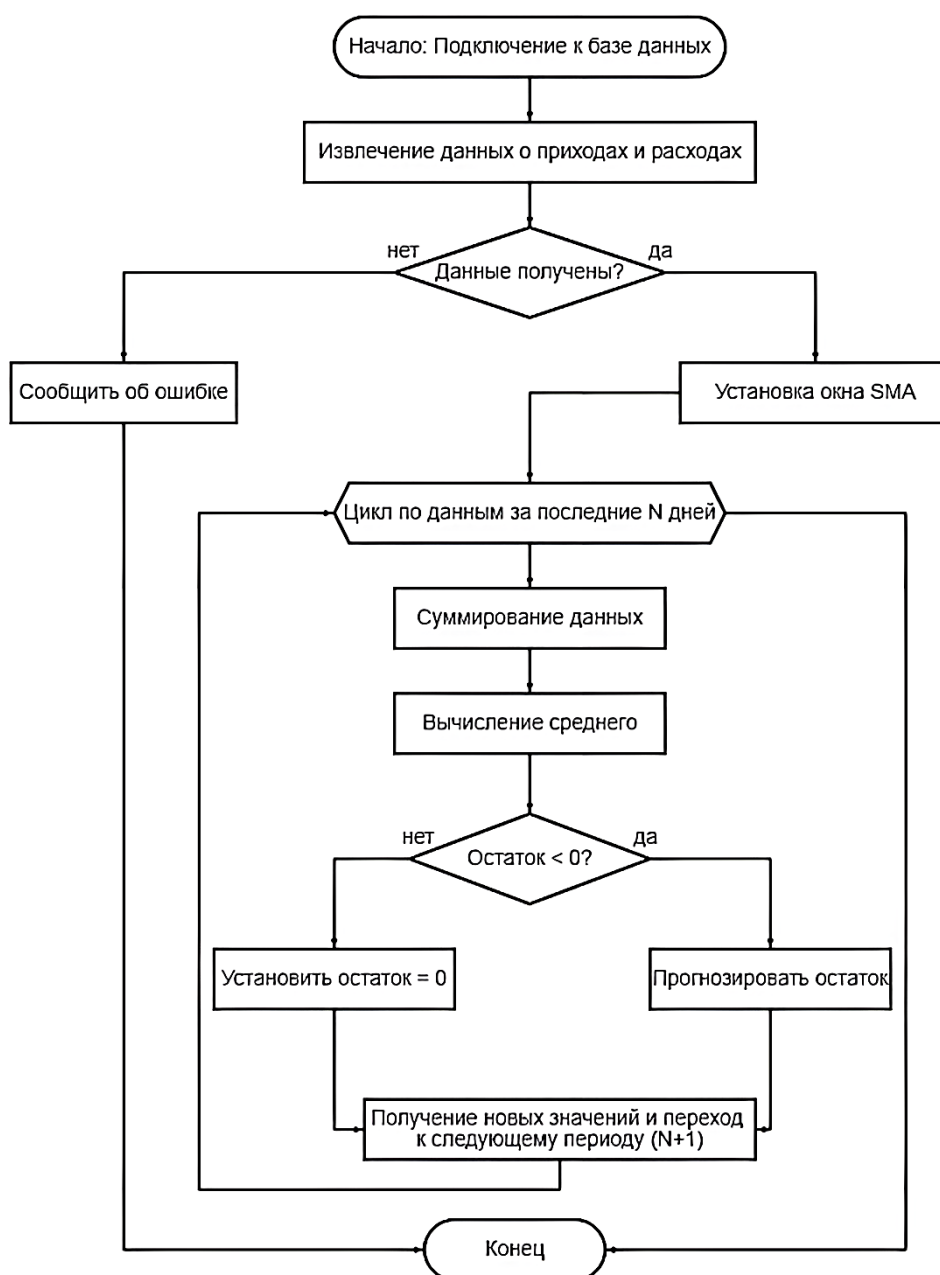 Начало: Подключение к базе данных
Извлечение данных о приходах и расходах
нет
да
Данные получены?
Сообщить об ошибке
Установка окна SMA
Цикл по данным за последние N дней
Суммирование данных
Вычисление среднего
нет
да
Остаток < 0?
Установить остаток = 0
Прогнозировать остаток
Получение новых значений и переход
к следующему периоду (N+1)
Конец